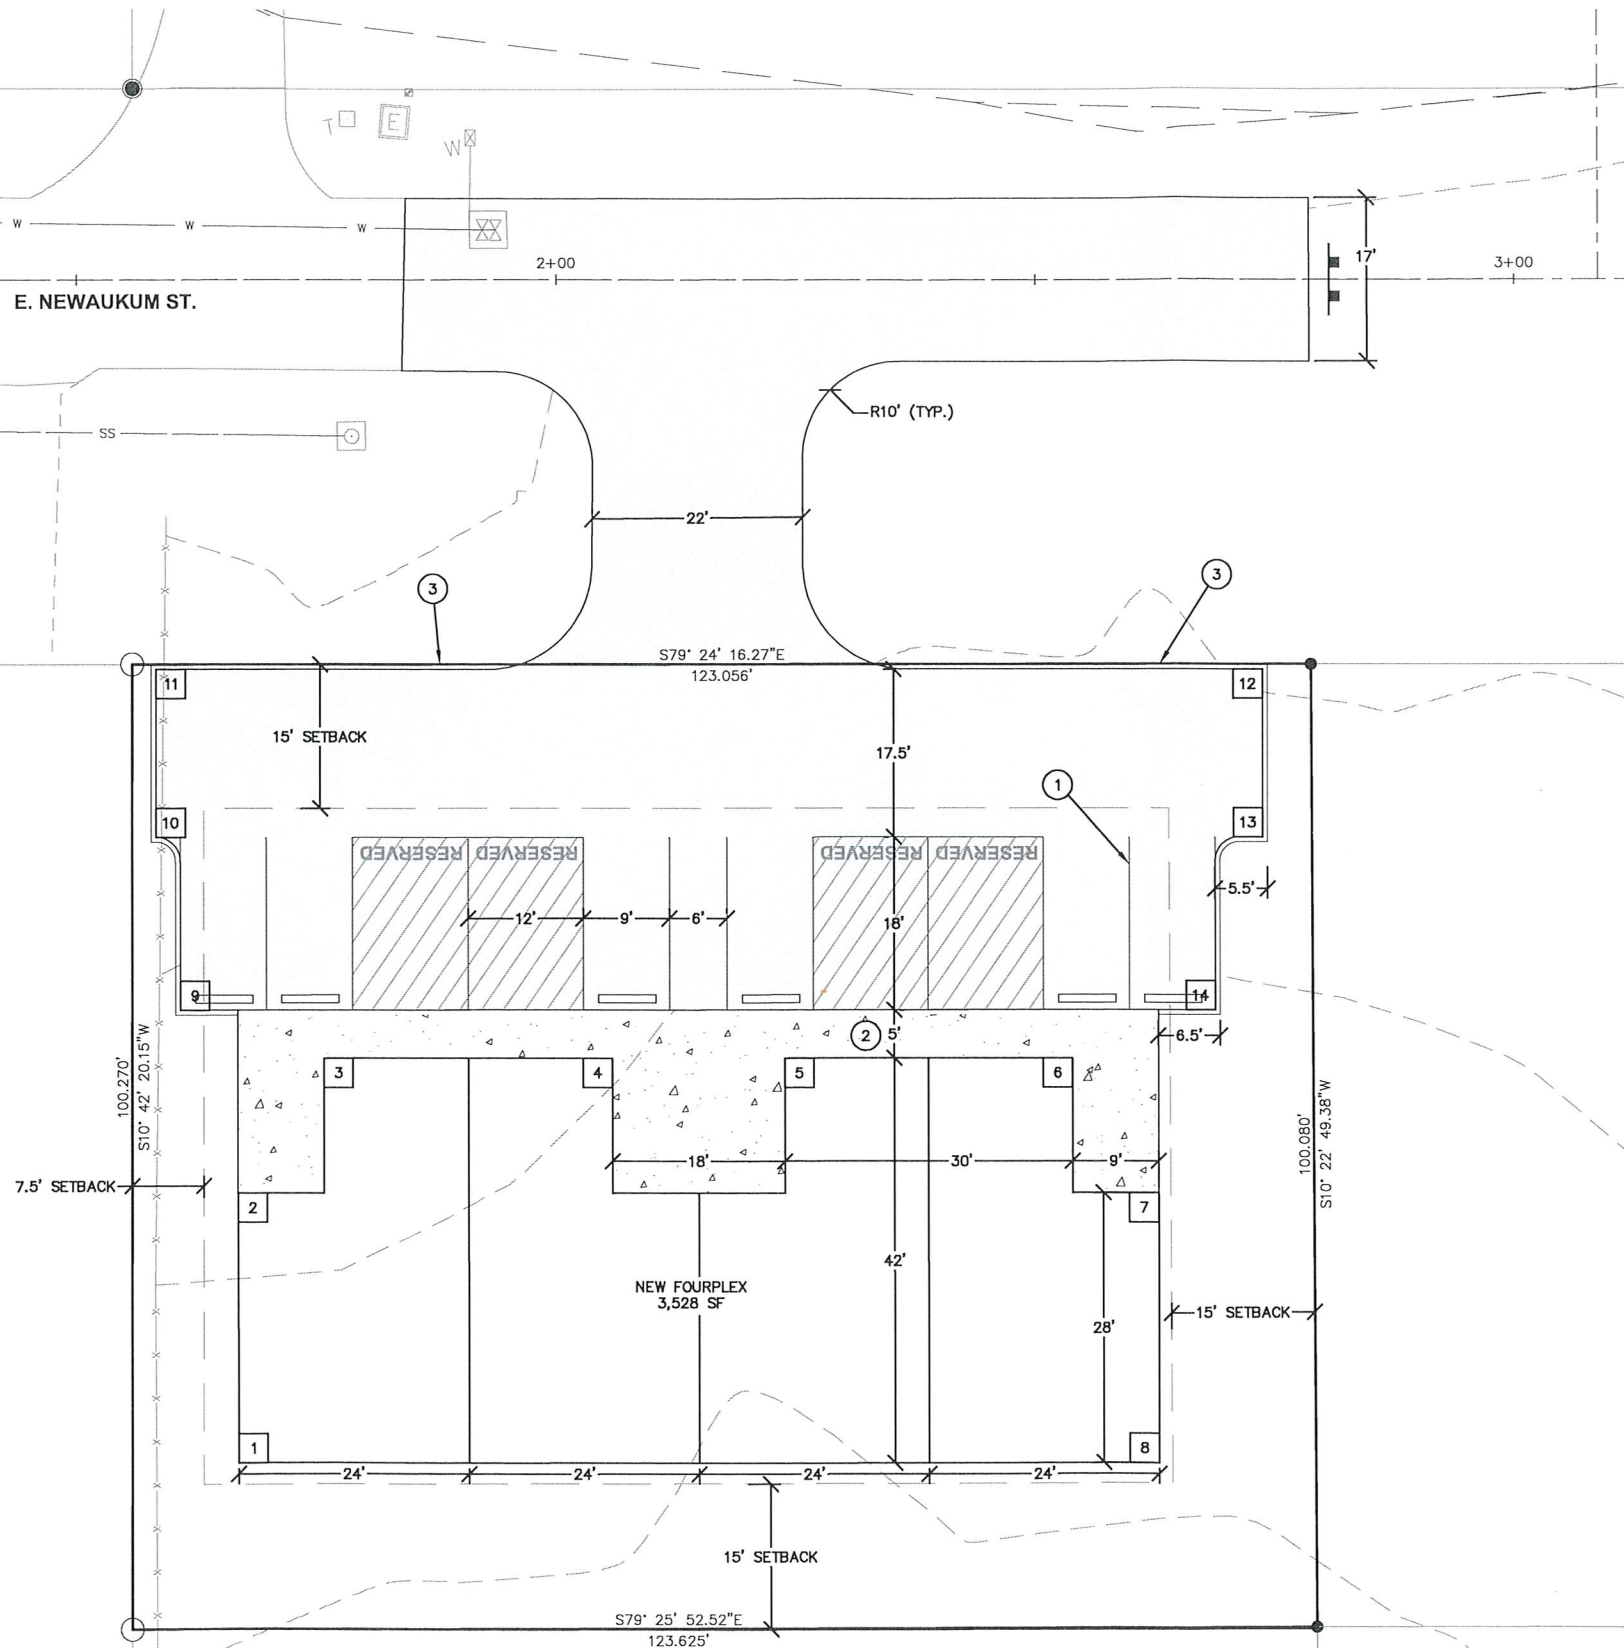 T
E
W
W
W
W
2+00
3+00
17'
E. NEWAUKUM ST.
R10' (TYP.)
SS
22'
3
3
S79° 24' 16.27"E
123.056'
11
12
15' SETBACK
17.5'
1
10
13
RESERVED
RESERVED
RESERVED
RESERVED
5.5'
12'
9'
6'
18'
9
14
2
5'
6.5'
3
4
5
6
100.270'
S10° 42' 20.15"W
100.080'
S10° 22' 49.38"W
18'
30'
9'
7.5' SETBACK
2
7
42'
NEW FOURPLEX
3,528 SF
28'
15' SETBACK
1
8
24'
24'
24'
24'
15' SETBACK
S79° 25' 52.52"E
123.625'